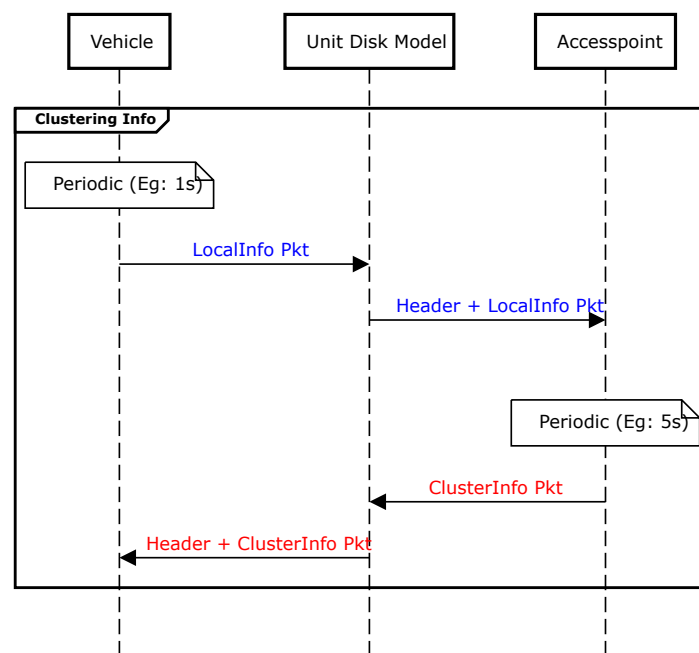 Vehicle
Unit Disk Model
Accesspoint
Clustering Info
Periodic (Eg: 1s)
LocalInfo Pkt
Header + LocalInfo Pkt
Periodic (Eg: 5s)
ClusterInfo Pkt
Header + ClusterInfo Pkt